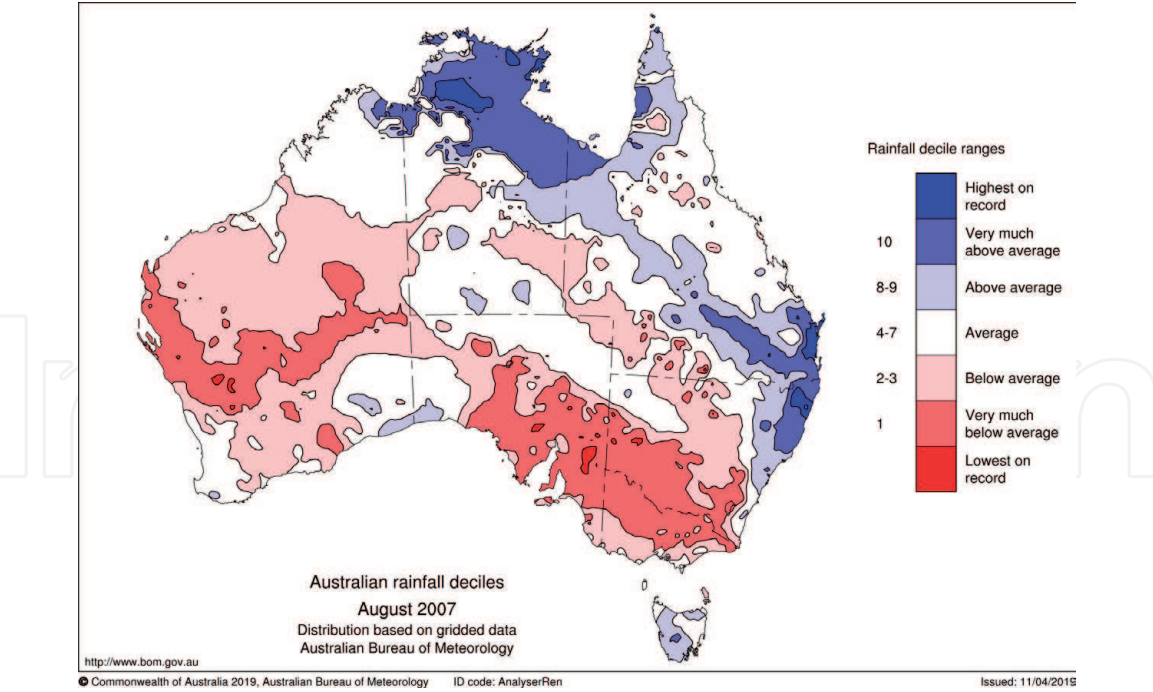 Rainfall decile ranges
Highest on
record
10
Very much
above average
8-9
Above average
4-7
Average
2-3
Below average
1
Very much
below average
Lowest on
record
Australian rainfall deciles
August 2007
Distribution based on gridded data
Australian Bureau of Meteorology
http://www.bom.gov.au
© Commonwealth of Australia 2019, Australian Bureau of Meteorology ID code: AnalyserRen Issued: 11/04/2019